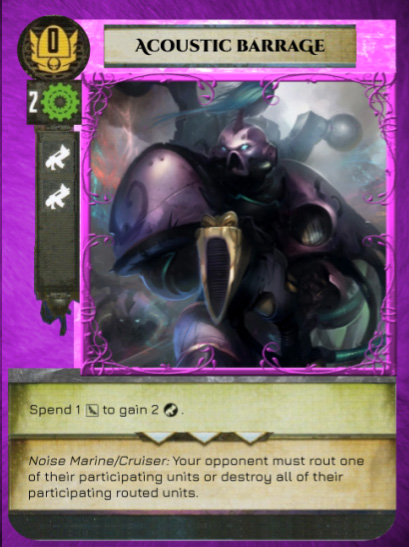 0
ACOUSTIC BARRAGE
2
Spend 1 to gain 2 .
Noise Marine/Cruiser: Your opponent must rout one
of their participating units or destroy all of their
participating routed units.